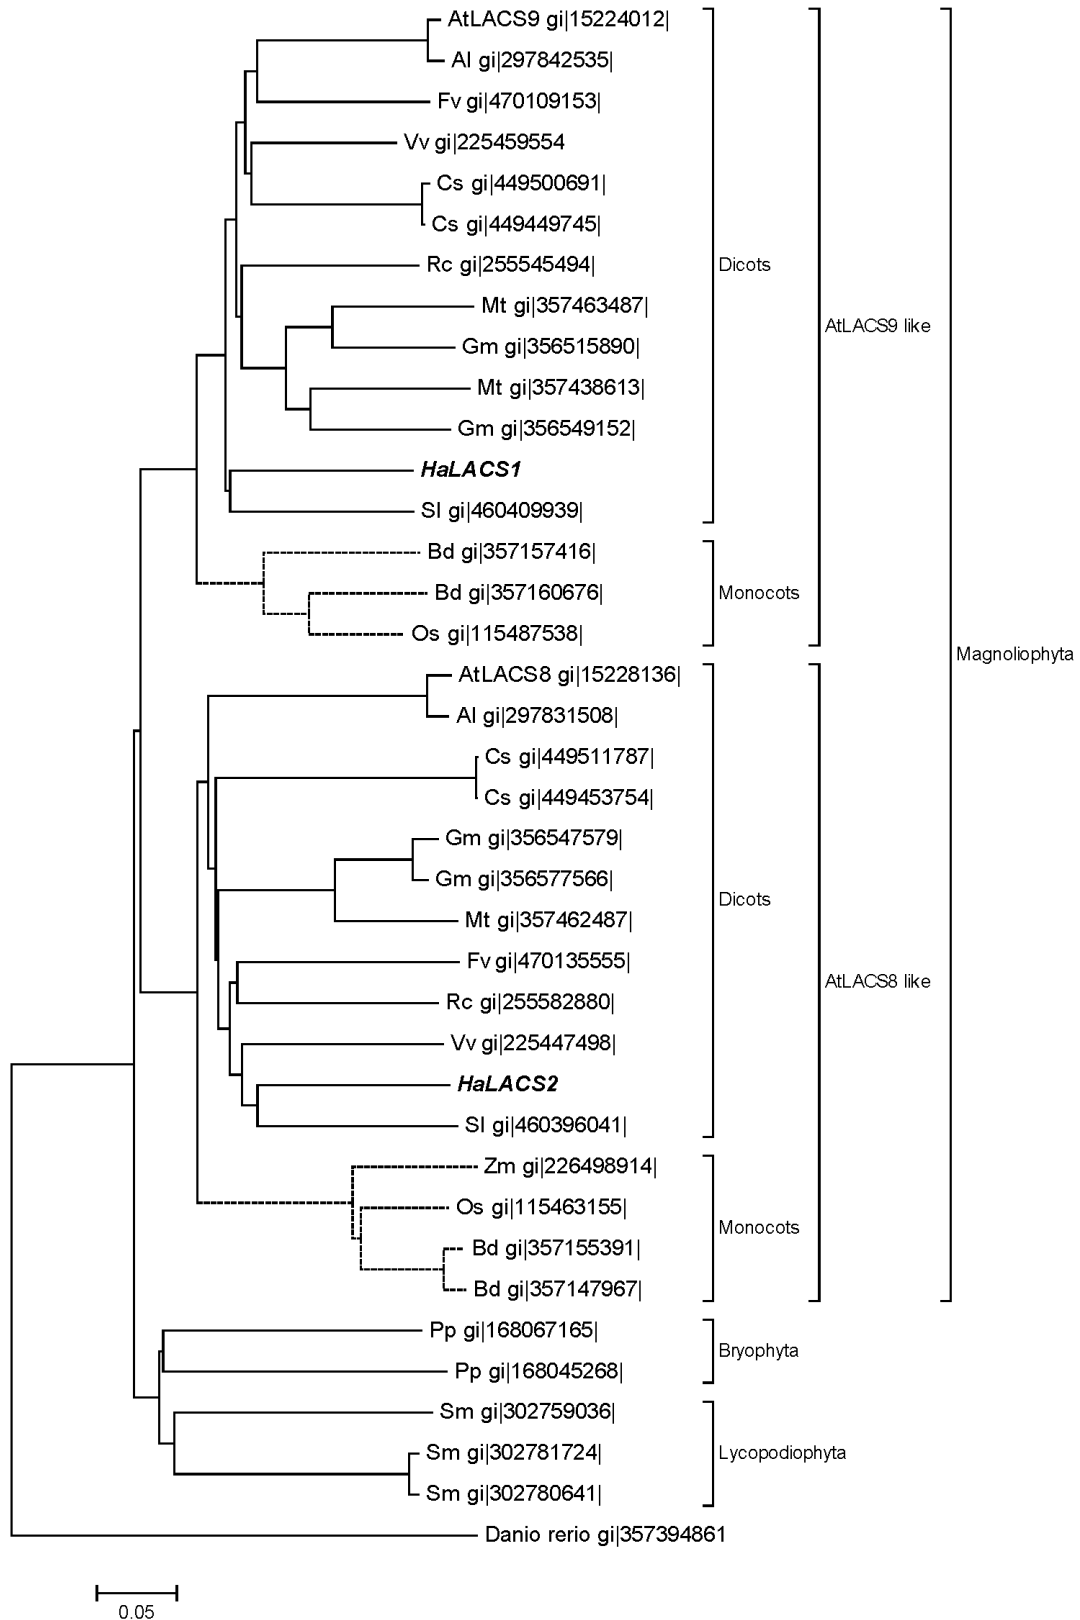 AtLACS9 gi|15224012|
Al gi|297842535|
Fv gi|470109153|
Vv gi|225459554
Cs gi|449500691|
Cs gi|449449745|
Rc gi|255545494|
Dicots
Mt gi|357463487|
AtLACS9 like
Gm gi|356515890|
Mt gi|357438613|
Gm gi|356549152|
HaLACS1
Sl gi|460409939|
Bd gi|357157416|
Bd gi|357160676|
Monocots
Os gi|115487538|
Magnoliophyta
AtLACS8 gi|15228136|
Al gi|297831508|
Cs gi|449511787|
Cs gi|449453754|
Gm gi|356547579|
Gm gi|356577566|
Dicots
Mt gi|357462487|
Fv gi|470135555|
AtLACS8 like
Rc gi|255582880|
Vv gi|225447498|
HaLACS2
Sl gi|460396041|
Zm gi|226498914|
Os gi|115463155|
Monocots
Bd gi|357155391|
Bd gi|357147967|
Pp gi|168067165|
Bryophyta
Pp gi|168045268|
Sm gi|302759036|
Sm gi|302781724|
Lycopodiophyta
Sm gi|302780641|
Danio rerio gi|357394861
0.05